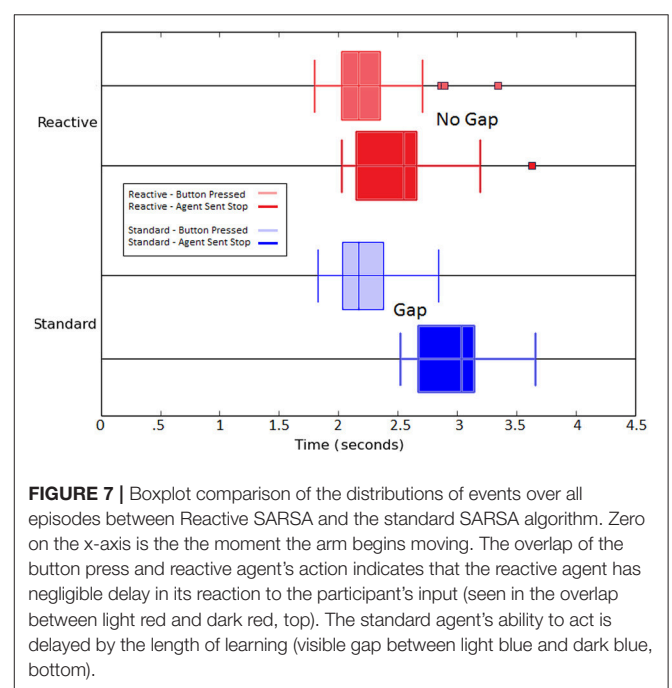 Reactive
No Gap
Reactive - Button Pressed
Reactive - Agent Sent Stop
Standard - Button Pressed
Standard - Agent Sent Stop
Gap
Standard
0 .5 1 1.5 2 2.5 3 3.5 4 4.5
Time (seconds)
FIGURE 7 | Boxplot comparison of the distributions of events over all
episodes between Reactive SARSA and the standard SARSA algorithm. Zero
on the x-axis is the the moment the arm begins moving. The overlap of the
button press and reactive agent's action indicates that the reactive agent has
negligible delay in its reaction to the participant's input (seen in the overlap
between light red and dark red, top). The standard agent's ability to act is
delayed by the length of learning (visible gap between light blue and dark blue,
bottom).